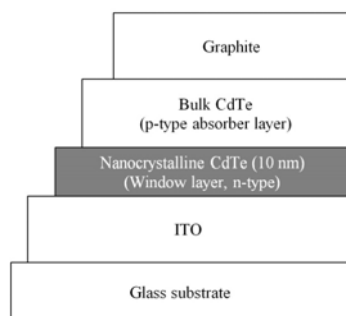 Graphite
Bulk CdTe
(p-type absorber layer)
Nanocrystalline CdTe (10 nm)
(Window layer, n-type)
ITO
Glass substrate